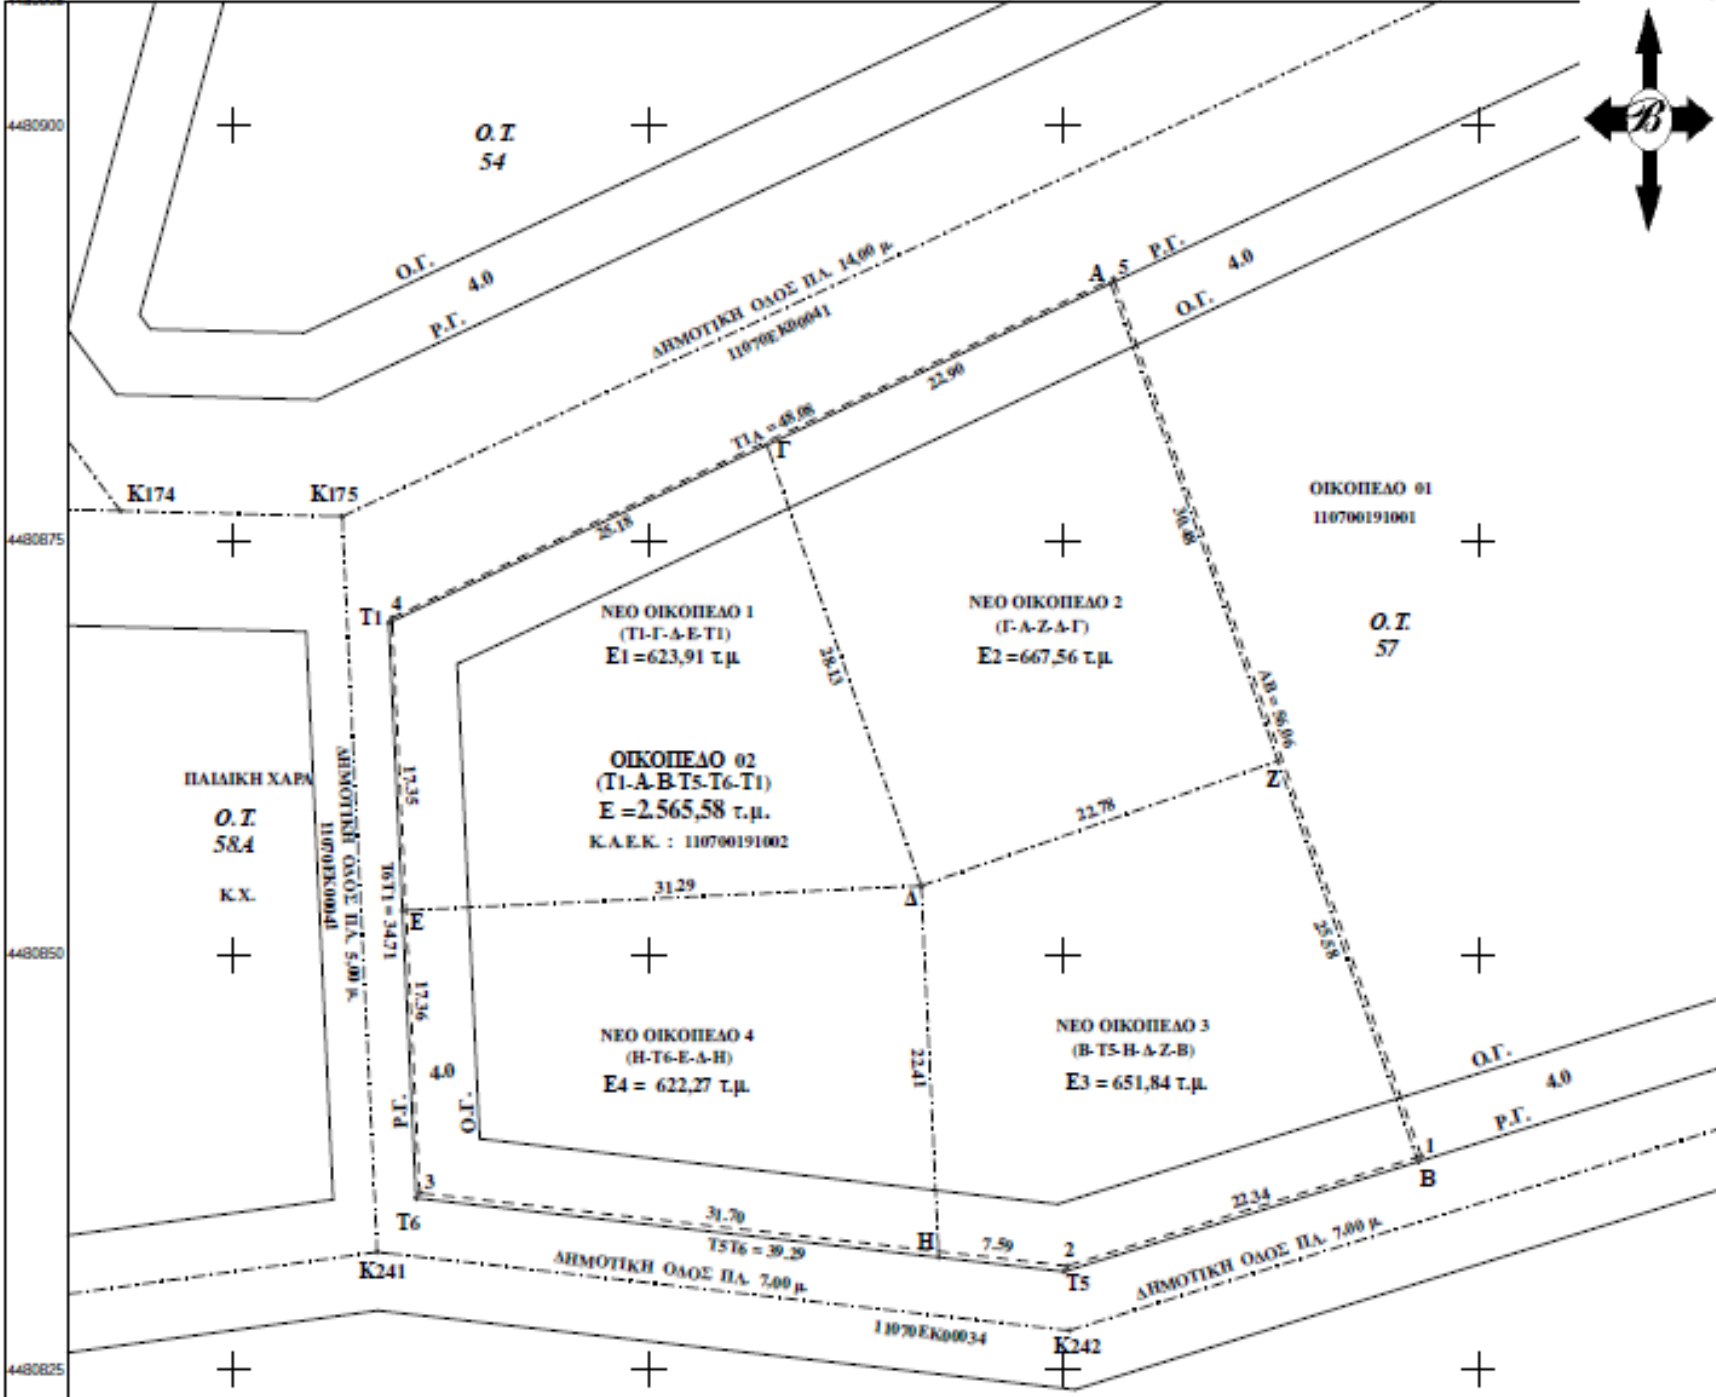 4480900
Ο.Τ.
54
Β
Ο.Γ.
4.0
Ρ.Γ.
ΔΗΜΟΤΙΚΗ ΟΔΟΣ ΠΛ. 14,00 μ.
11070ΕΚ00041
Α
5
Ρ.Γ.
4.0
Ο.Γ.
22.90
Τ1Α = 48,08
Γ
Κ174
Κ175
ΟΙΚΟΠΕΔΟ 01
110700191001
4480875
25.18
30.48
Τ1
4
ΝΕΟ ΟΙΚΟΠΕΔΟ 1
(Τ1-Γ-Δ-Ε-Τ1)
Ε1 =623,91 τ.μ.
ΝΕΟ ΟΙΚΟΠΕΔΟ 2
(Γ-Α-Ζ-Δ-Γ)
Ε2 =667,56 τ.μ.
Ο.Τ.
57
28.13
ΑΒ = 56,06
ΠΑΙΔΙΚΗ ΧΑΡΑ
Ο.Τ.
58Α
Κ.Χ.
11070ΕΚ00041
ΔΗΜΟΤΙΚΗ ΟΔΟΣ ΠΛ. 5,00 μ.
17.35
Τ6Τ1 = 34.71
ΟΙΚΟΠΕΔΟ 02
(Τ1-Α-Β-Τ5-Τ6-Τ1)
Ε =2.565,58 τ.μ.
Κ.Α.Ε.Κ. : 110700191002
Ζ
22.78
31.29
Δ
Ε
25.58
4480850
17.36
ΝΕΟ ΟΙΚΟΠΕΔΟ 4
(Η-Τ6-Ε-Δ-Η)
Ε4 = 622,27 τ.μ.
22.41
ΝΕΟ ΟΙΚΟΠΕΔΟ 3
(Β-Τ5-Η-Δ-Ζ-Β)
Ε3 = 651,84 τ.μ.
Ο.Γ.
4.0
Ρ.Γ.
4.0
Ρ.Γ.
Ο.Γ.
1
Β
3
Τ6
31.70
Τ5Τ6 = 39.29
Η
7.59
2
Τ5
22.34
ΔΗΜΟΤΙΚΗ ΟΔΟΣ ΠΛ. 7.00 μ.
Κ241
ΔΗΜΟΤΙΚΗ ΟΔΟΣ ΠΛ. 7.00 μ.
11070ΕΚ00034
Κ242
4480825